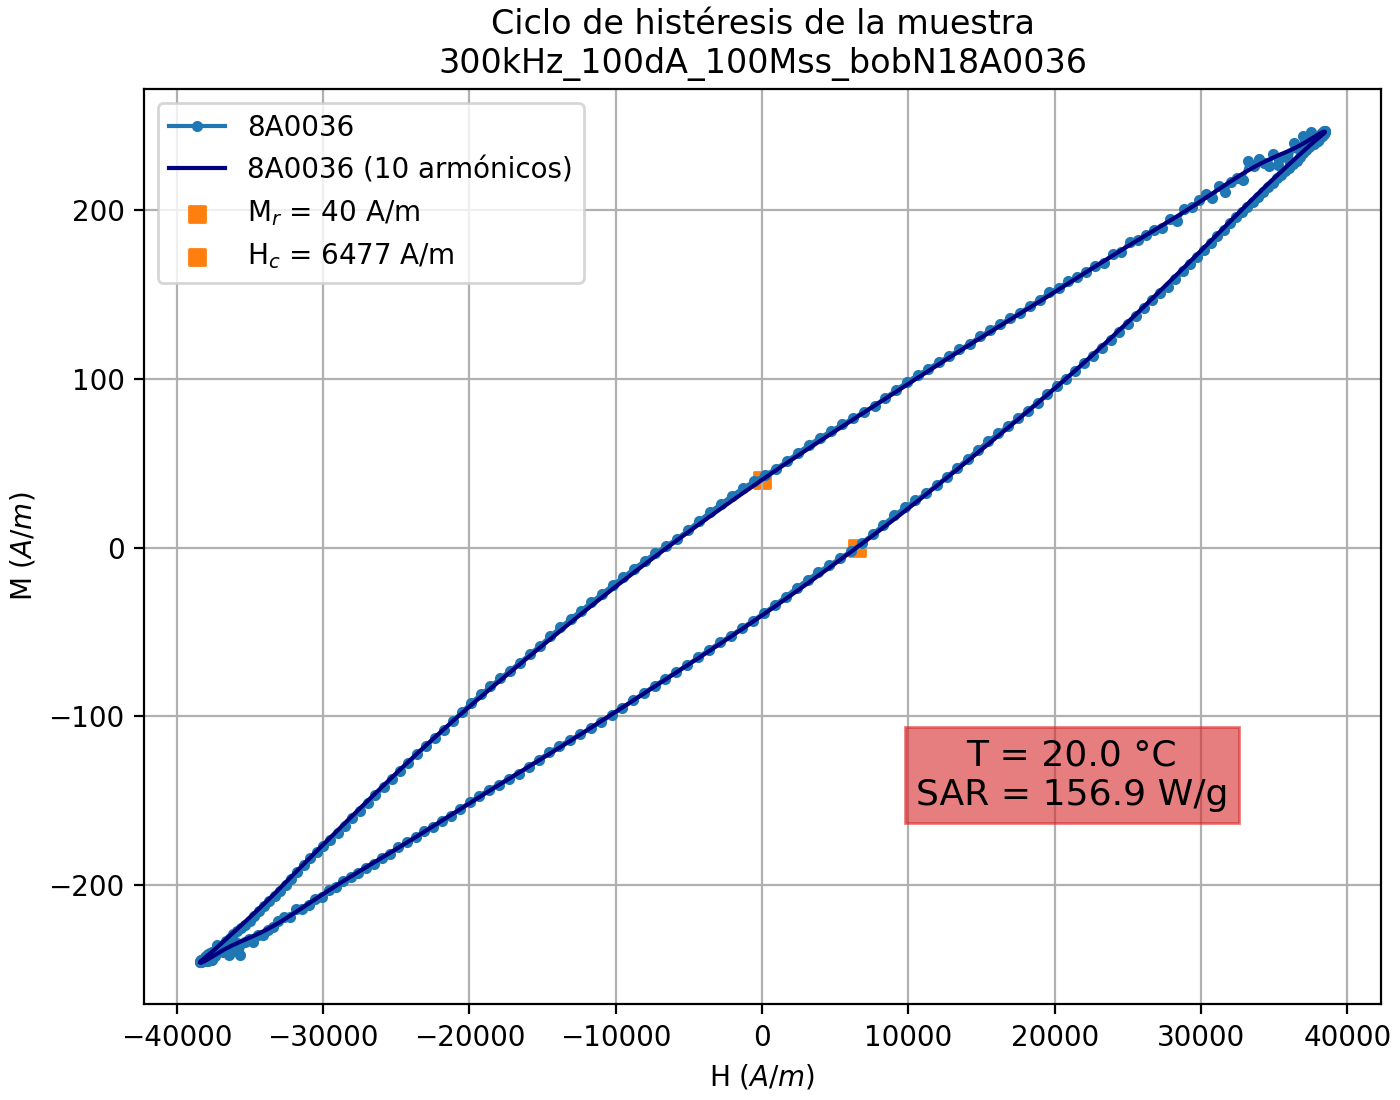 Ciclo de histéresis de la muestra
300kHz_100dA_100Mss_bobN18A0036
8A0036
8A0036 (10 armónicos)
Mᵣ = 40 A/m
H𝒸 = 6477 A/m
200
100
0
−100
−200
M (A/m)
T = 20.0 °C
SAR = 156.9 W/g
−40000 −30000 −20000 −10000 0 10000 20000 30000 40000
H (A/m)